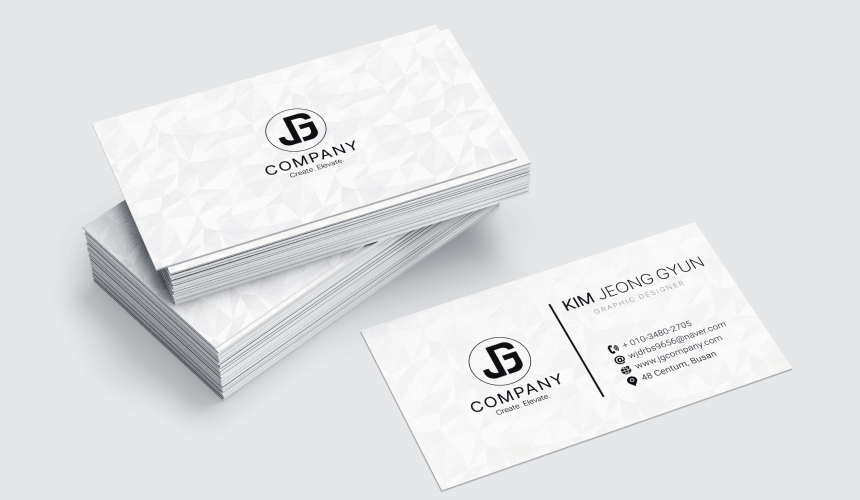 JG
COMPANY
Create. Elevate.
JG
COMPANY
Create. Elevate.
KIM JEONG GYUN
GRAPHIC DESIGNER
+ 010-3480-2705
wjdrbs9656@naver.com
www.jgcompany.com
48 Centum, Busan